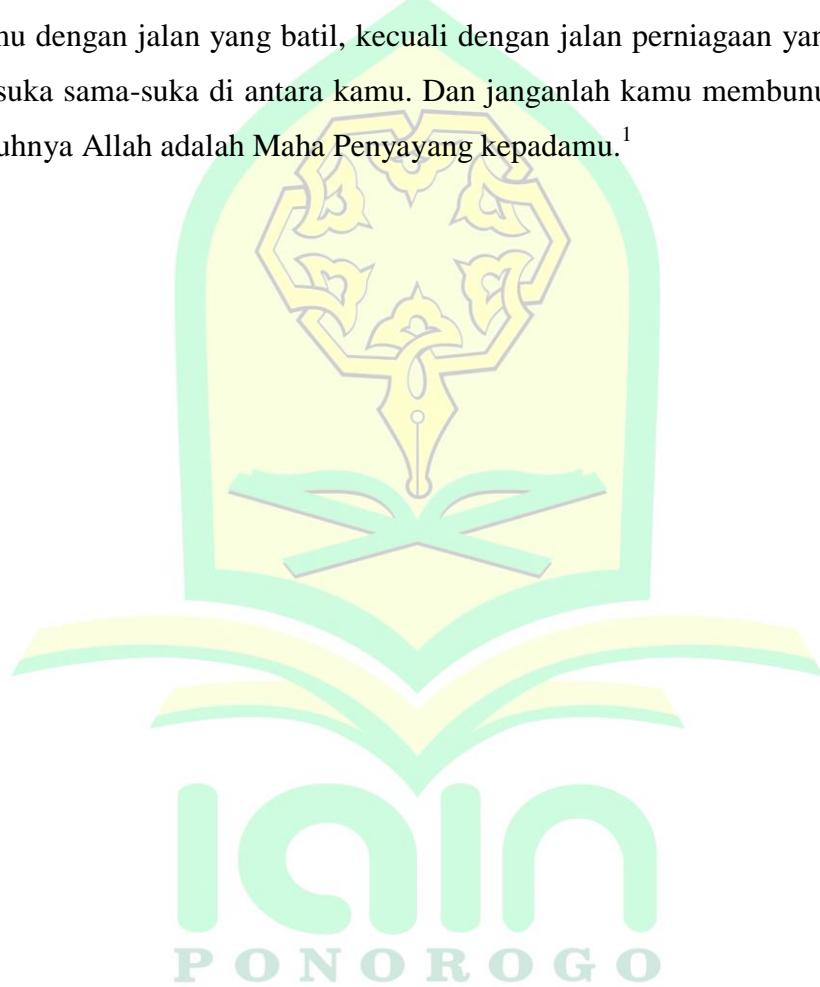 mu dengan jalan yang batil, kecuali dengan jalan perniagaan yan
suka sama-suka di antara kamu. Dan janganlah kamu membunu
uhnya Allah adalah Maha Penyayang kepadamu.1
iain
PONOROGO